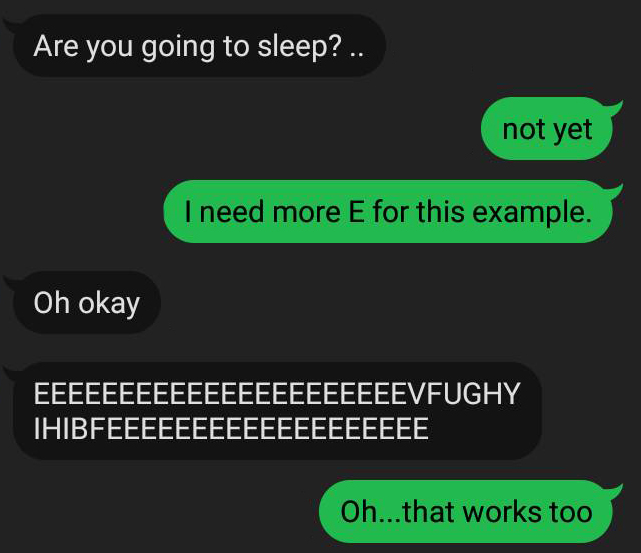 Are you going to sleep? ..
not yet
I need more E for this example.
Oh okay
EEEEEEEEEEEEEEEEEEEEEEVFUGHY
IHIBFEEEEEEEEEEEEEEEEEEE
Oh...that works too